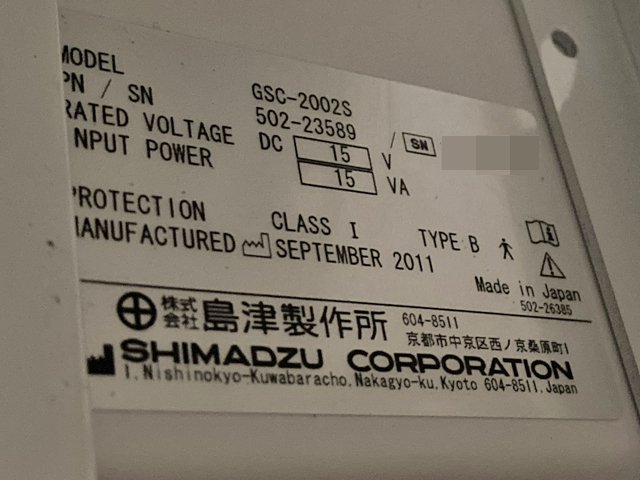 MODEL GSC-2002S
PN / SN 502-23589 / SN
RATED VOLTAGE DC 15 V
INPUT POWER 15 VA
PROTECTION CLASS I TYPE B
MANUFACTURED SEPTEMBER 2011
Made in Japan
502-26385
株式会社 島津製作所 604-8511
京都市中京区西ノ京桑原町1
SHIMADZU CORPORATION
1,Nishinokyo-Kuwabaracho,Nakagyo-ku,Kyoto 604-8511,Japan